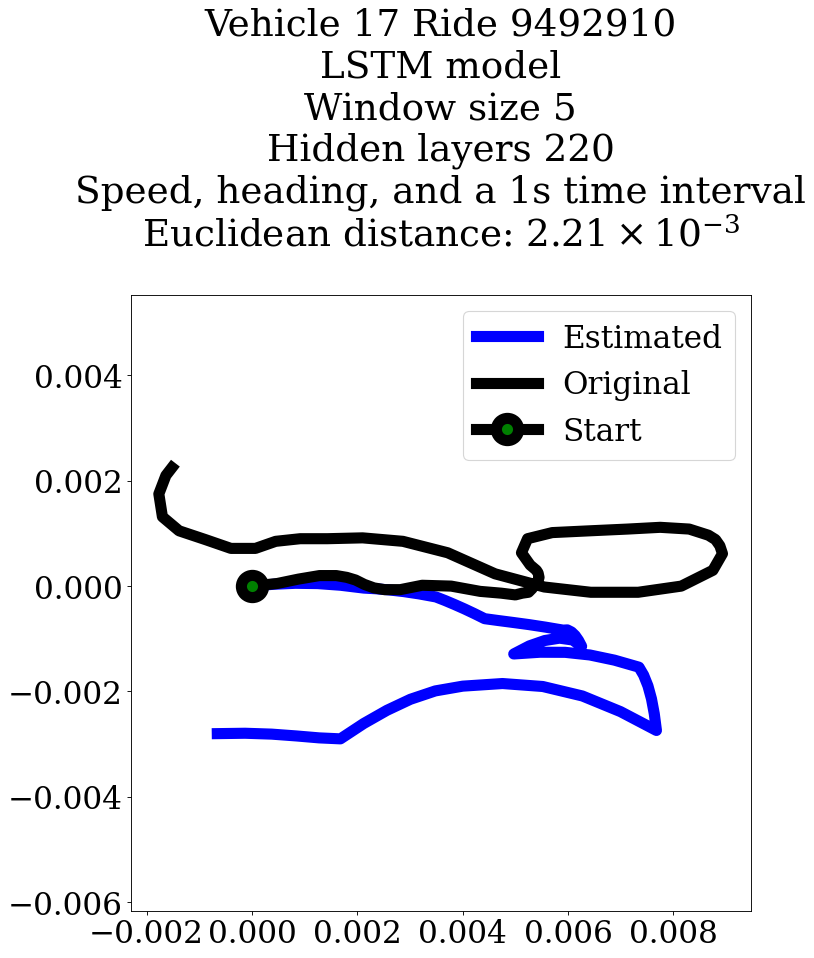 Vehicle 17 Ride 9492910
LSTM model
Window size 5
Hidden layers 220
Speed, heading, and a 1s time interval
Euclidean distance: 2.21 × 10⁻³
Estimated
Original
Start
0.004
0.002
0.000
−0.002
−0.004
−0.006
−0.002 0.000 0.002 0.004 0.006 0.008